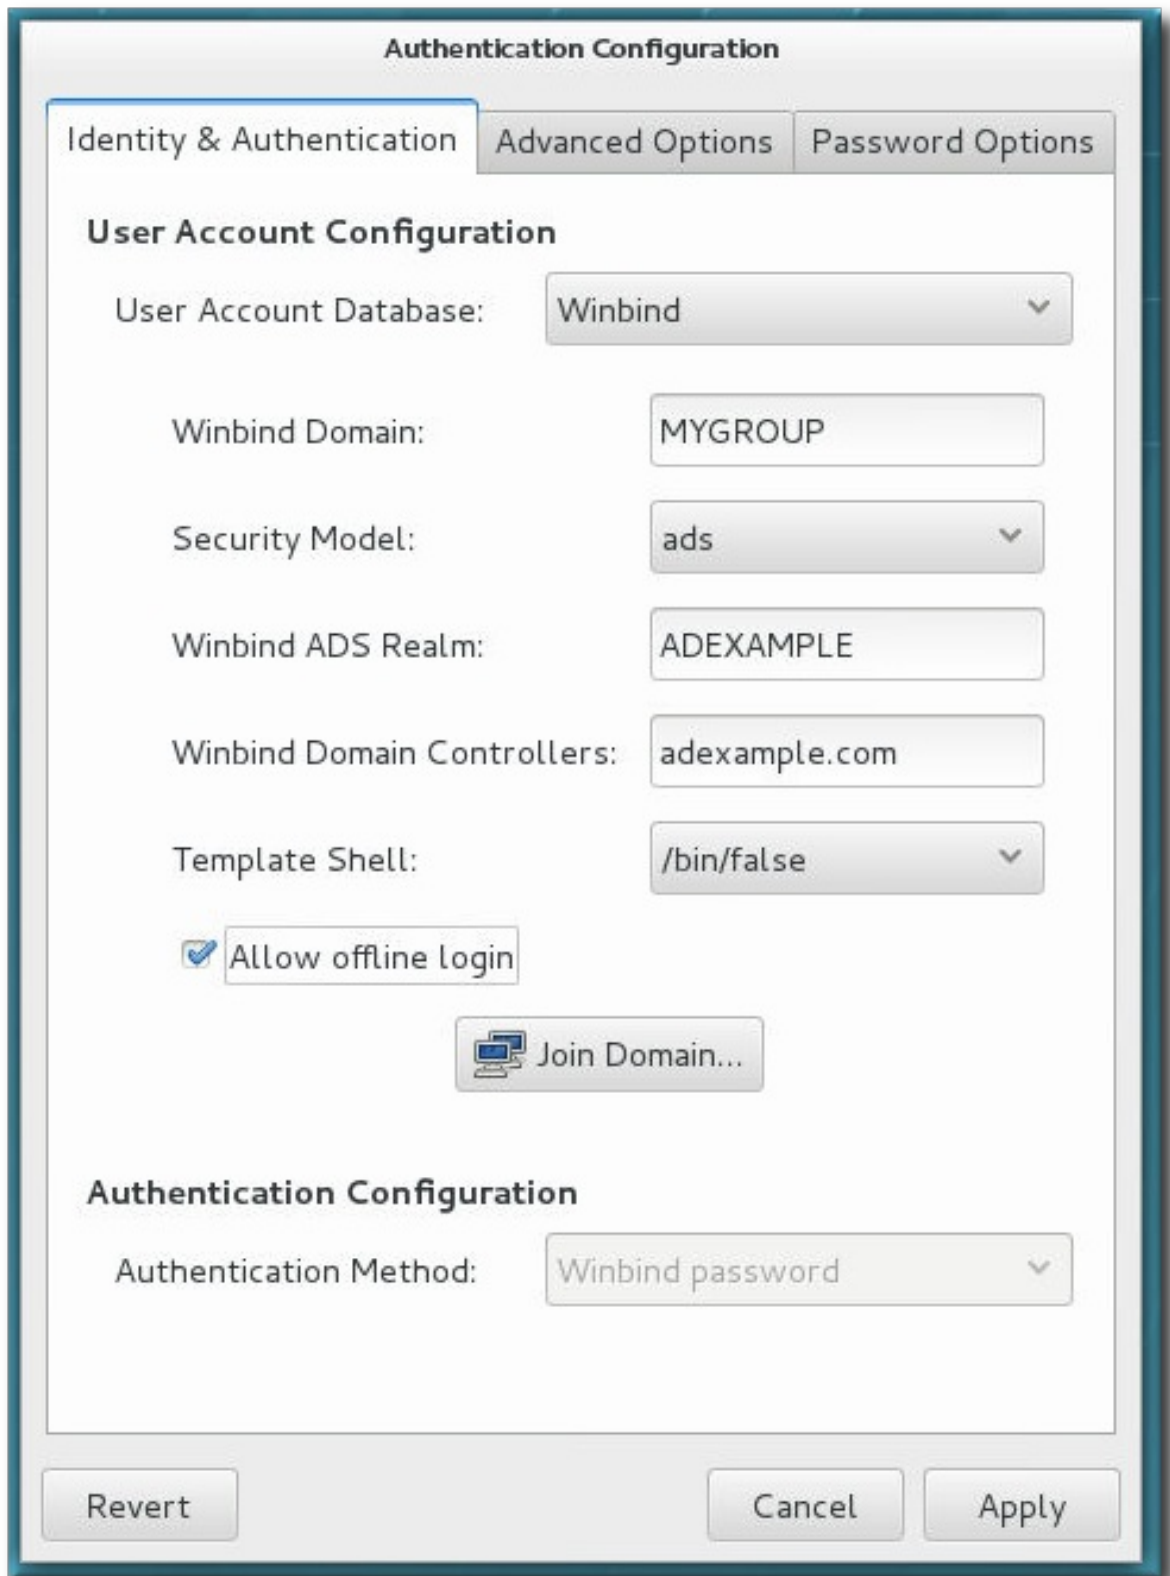 Authentication Configuration
Identity & Authentication Advanced Options Password Options
User Account Configuration
User Account Database: Winbind
Winbind Domain: MYGROUP
Security Model: ads
Winbind ADS Realm: ADEXAMPLE
Winbind Domain Controllers: adexample.com
Template Shell: /bin/false
Allow offline login
Join Domain...
Authentication Configuration
Authentication Method: Winbind password
Revert Cancel Apply